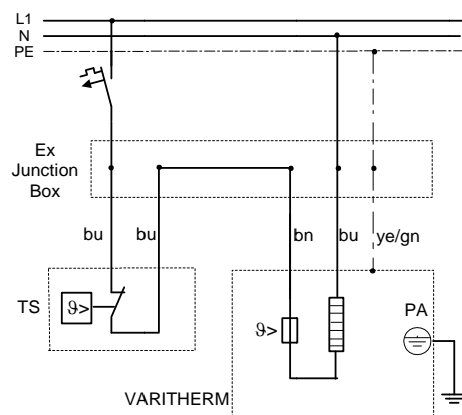 L1
N
PE
Ex
Junction
Box
bu
bu
bn
bu
ye/gn
TS
ϑ>
ϑ>
PA
VARITHERM